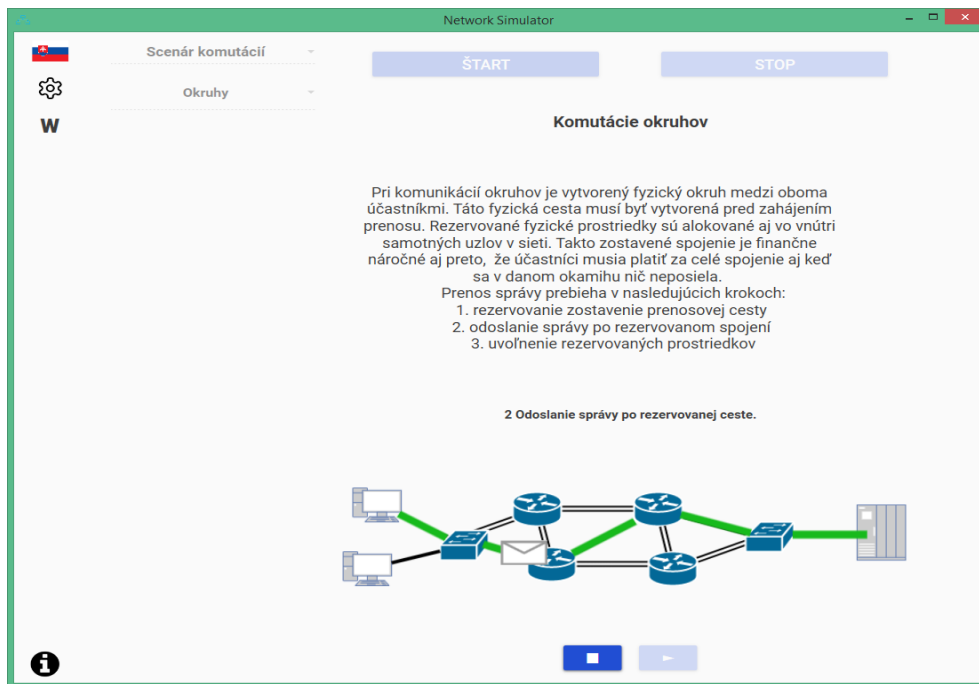 Network Simulator
Scenár komutácií
ŠTART
STOP
Okruhy
W
Komutácie okruhov
Pri komunikácií okruhov je vytvorený fyzický okruh medzi oboma
účastníkmi. Táto fyzická cesta musí byť vytvorená pred zahájením
prenosu. Rezervované fyzické prostriedky sú alokované aj vo vnútri
samotných uzlov v sieti. Takto zostavené spojenie je finančne
náročné aj preto, že účastníci musia platiť za celé spojenie aj keď
sa v danom okamihu nič neposiela.
Prenos správy prebieha v nasledujúcich krokoch:
1. rezervovanie zostavenie prenosovej cesty
2. odoslanie správy po rezervovanom spojení
3. uvoľnenie rezervovaných prostriedkov
2 Odoslanie správy po rezervovanej ceste.